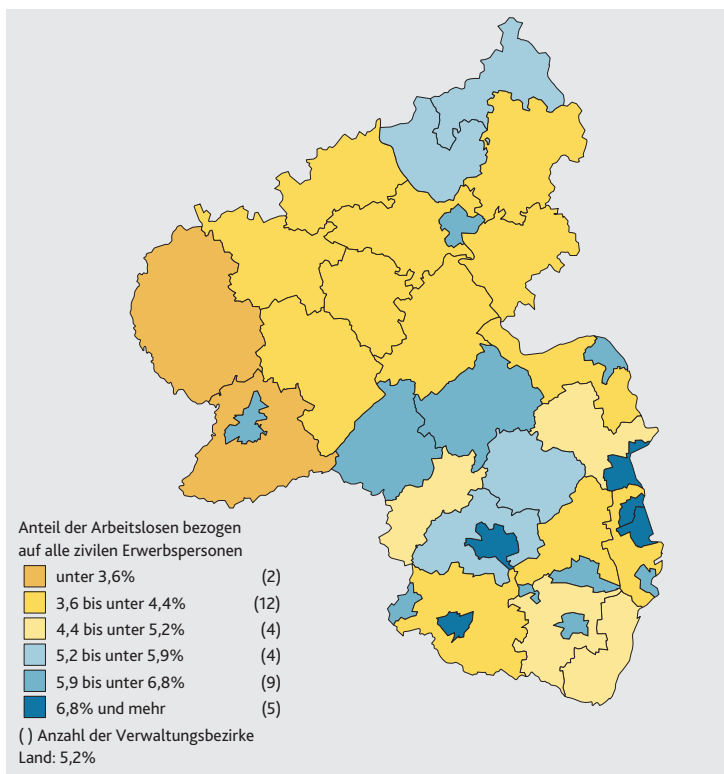 Anteil der Arbeitslosen bezogen
auf alle zivilen Erwerbspersonen
unter 3,6% (2)
3,6 bis unter 4,4% (12)
4,4 bis unter 5,2% (4)
5,2 bis unter 5,9% (4)
5,9 bis unter 6,8% (9)
6,8% und mehr (5)
( ) Anzahl der Verwaltungsbezirke
Land: 5,2%